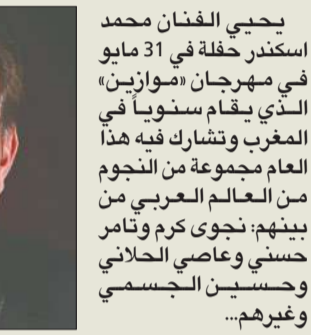 يحيي الفنان محمد
اسكندر حفلة في 31 مايو
في مهرجان «موازين»
الذي يقام سنوياً في
المغرب وتشارك فيه هذا
العام مجموعة من النجوم
من العالم العربي من
بينهم: نجوى كرم وتامر
حسني وعاصي الحلاني
وحسين الجسمي
وغيرهم...